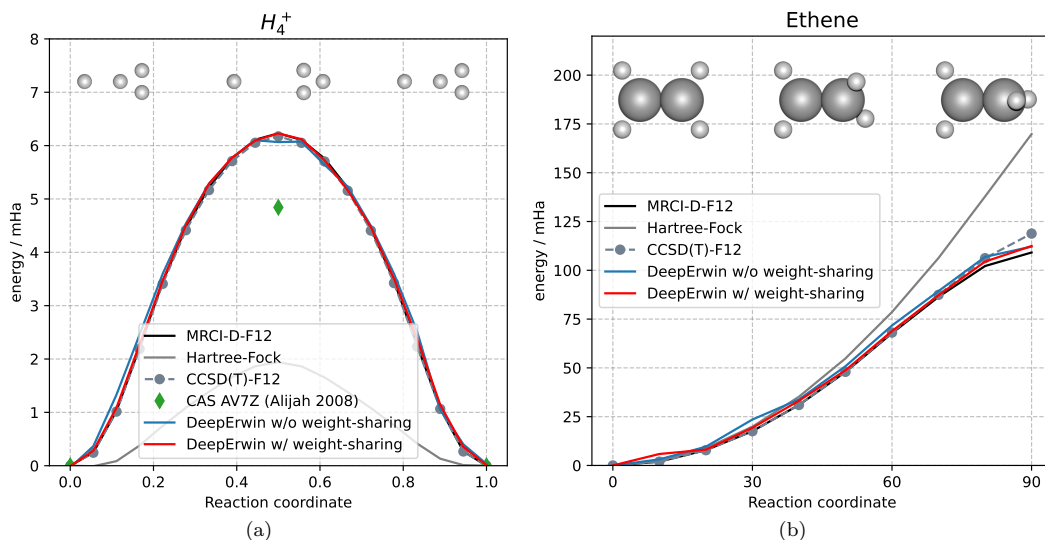 H₄⁺
8
7
6
5
4
3
2
1
0
energy / mHa
MRCI-D-F12
Hartree-Fock
CCSD(T)-F12
CAS AV7Z (Alijah 2008)
DeepErwin w/o weight-sharing
DeepErwin w/ weight-sharing
0.0 0.2 0.4 0.6 0.8 1.0
Reaction coordinate
(a)
Ethene
200
175
150
125
100
75
50
25
0
energy / mHa
MRCI-D-F12
Hartree-Fock
CCSD(T)-F12
DeepErwin w/o weight-sharing
DeepErwin w/ weight-sharing
0 30 60 90
Reaction coordinate
(b)